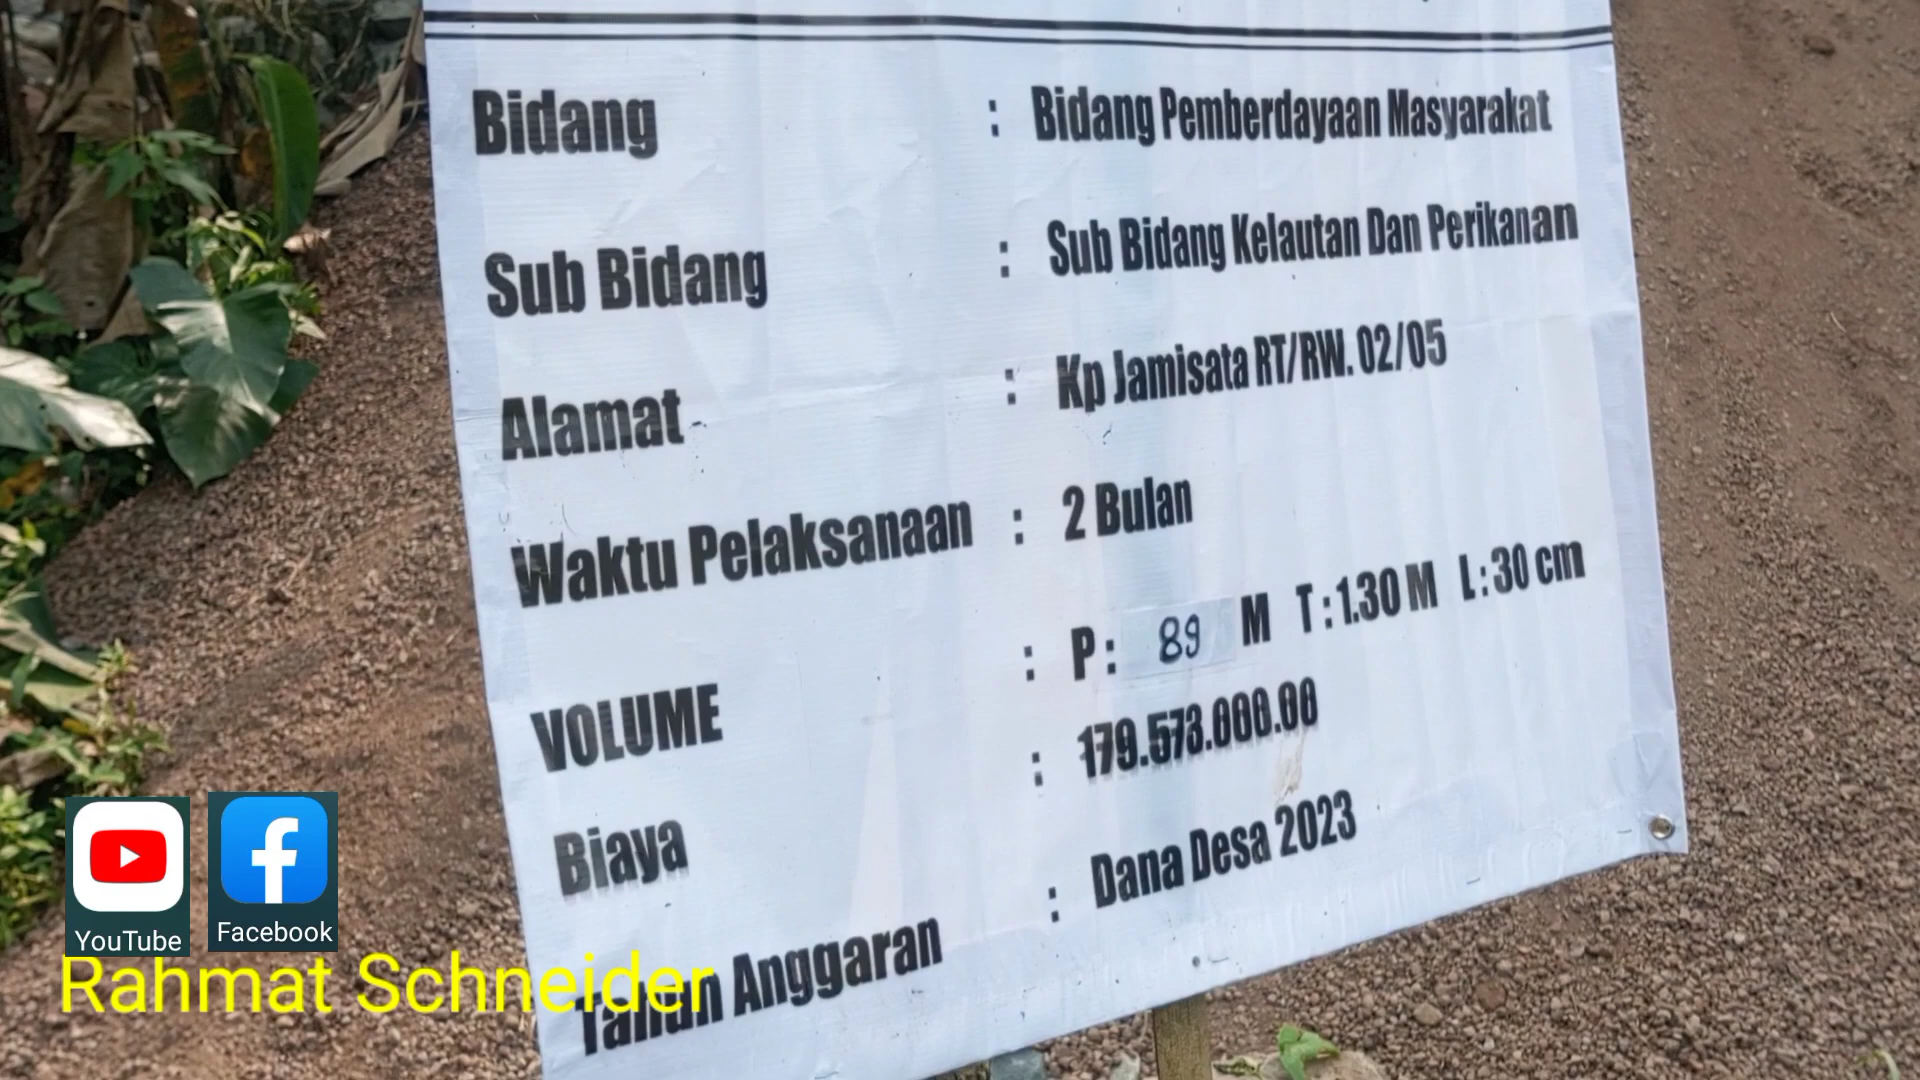 Bidang : Bidang Pemberdayaan Masyarakat
Sub Bidang : Sub Bidang Kelautan Dan Perikanan
Alamat : Kp Jamisata RT/RW. 02/05
Waktu Pelaksanaan : 2 Bulan
VOLUME : P : 89 M T : 1.30 M L : 30 cm
Biaya : 179.573.000.00
Tahun Anggaran : Dana Desa 2023
YouTube
Facebook
Rahmat Schneider